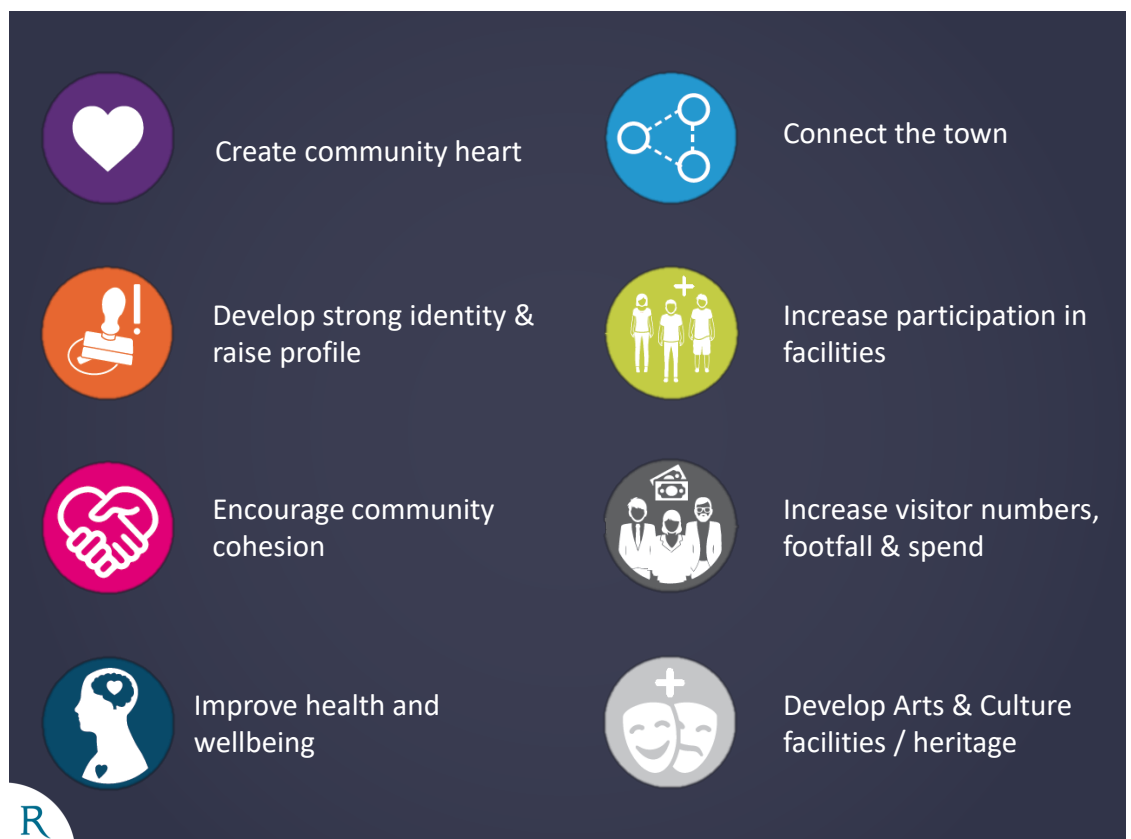 Create community heart
Connect the town
Develop strong identity &
raise profile
Increase participation in
facilities
Encourage community
cohesion
Increase visitor numbers,
footfall & spend
Improve health and
wellbeing
Develop Arts & Culture
facilities / heritage
R